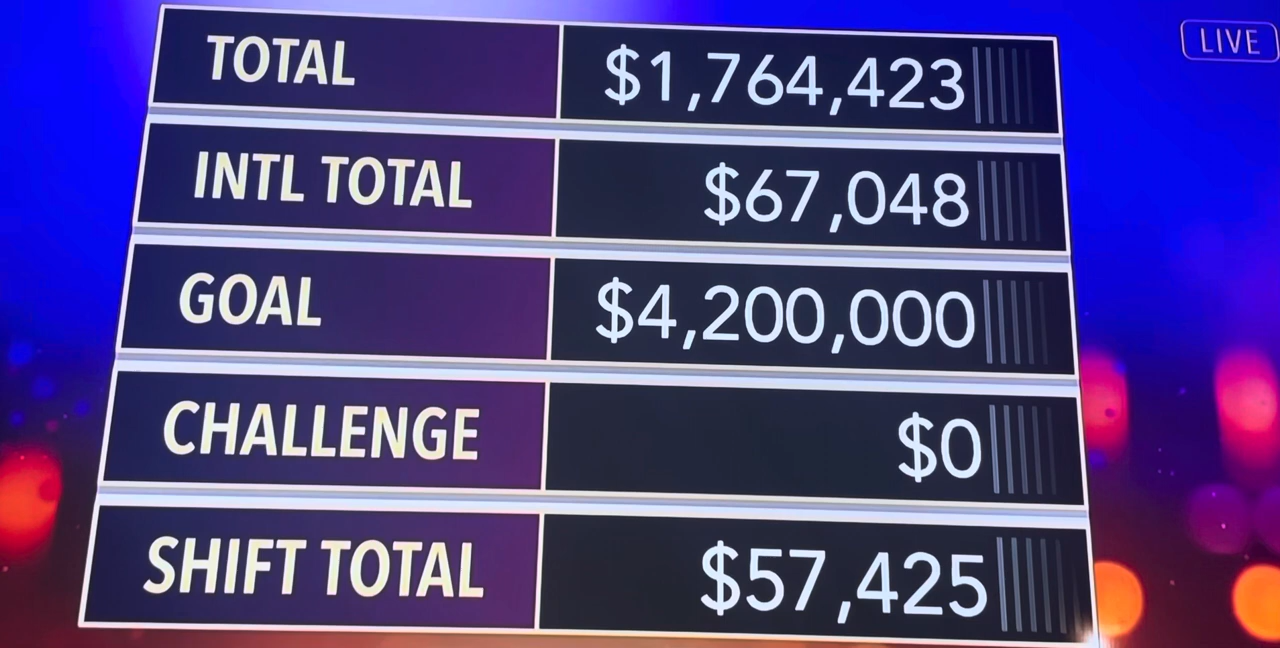 LIVE
TOTAL $1,764,423
INTL TOTAL $67,048
GOAL $4,200,000
CHALLENGE $0
SHIFT TOTAL $57,425